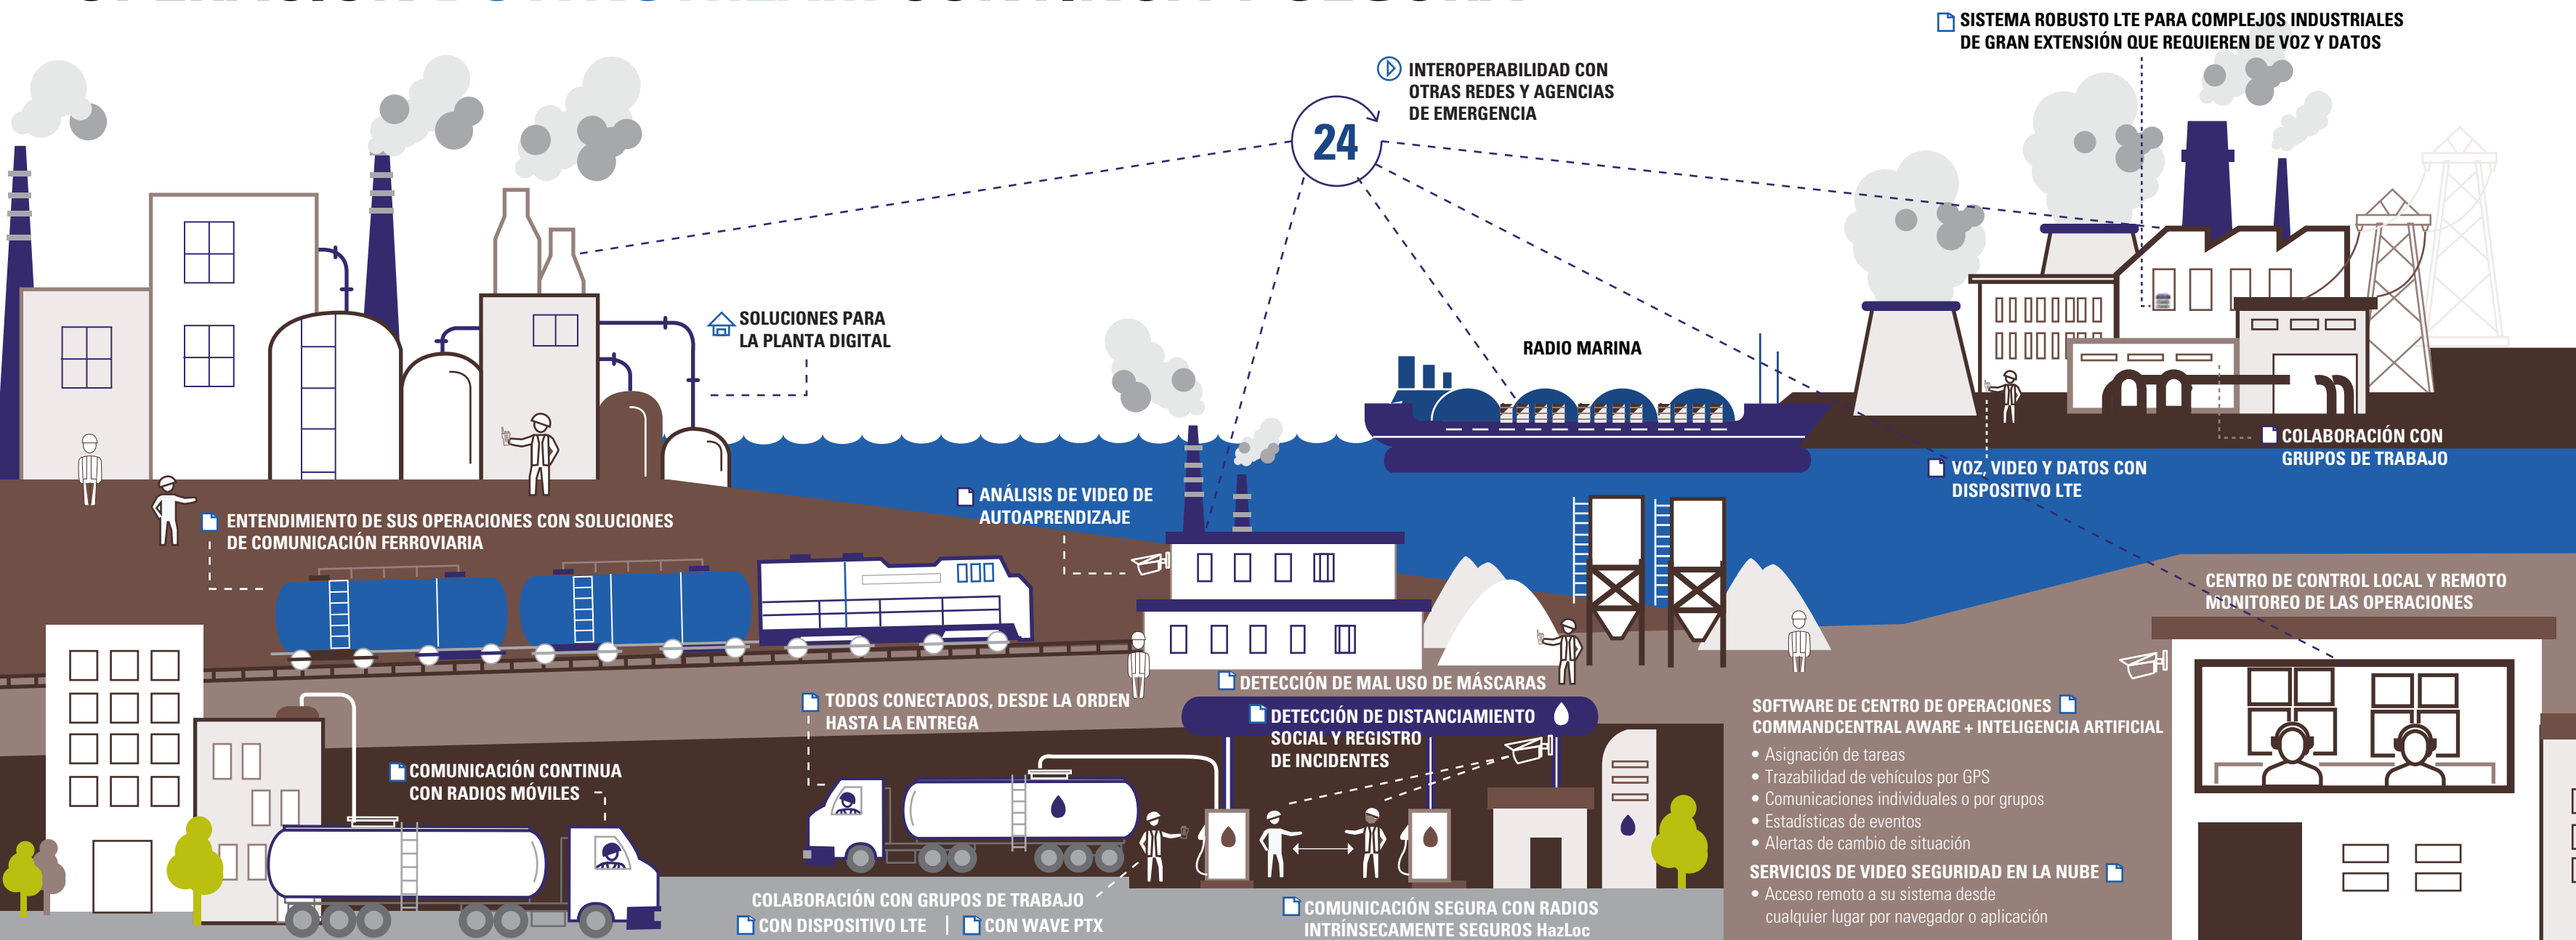 SISTEMA ROBUSTO LTE PARA COMPLEJOS INDUSTRIALES
DE GRAN EXTENSIÓN QUE REQUIEREN DE VOZ Y DATOS
INTEROPERABILIDAD CON
OTRAS REDES Y AGENCIAS
DE EMERGENCIA
24
SOLUCIONES PARA
LA PLANTA DIGITAL
RADIO MARINA
COLABORACIÓN CON
GRUPOS DE TRABAJO
VOZ, VIDEO Y DATOS CON
DISPOSITIVO LTE
ANÁLISIS DE VIDEO DE
AUTOAPRENDIZAJE
ENTENDIMIENTO DE SUS OPERACIONES CON SOLUCIONES
DE COMUNICACIÓN FERROVIARIA
CENTRO DE CONTROL LOCAL Y REMOTO
MONITOREO DE LAS OPERACIONES
DETECCIÓN DE MAL USO DE MÁSCARAS
TODOS CONECTADOS, DESDE LA ORDEN
HASTA LA ENTREGA
DETECCIÓN DE DISTANCIAMIENTO
SOCIAL Y REGISTRO
DE INCIDENTES
COMUNICACIÓN CONTINUA
CON RADIOS MÓVILES
SOFTWARE DE CENTRO DE OPERACIONES
COMMANDCENTRAL AWARE + INTELIGENCIA ARTIFICIAL
• Asignación de tareas
• Trazabilidad de vehículos por GPS
• Comunicaciones individuales o por grupos
• Estadísticas de eventos
• Alertas de cambio de situación
SERVICIOS DE VIDEO SEGURIDAD EN LA NUBE
• Acceso remoto a su sistema desde
cualquier lugar por navegador o aplicación
COLABORACIÓN CON GRUPOS DE TRABAJO
CON DISPOSITIVO LTE | CON WAVE PTX
COMUNICACIÓN SEGURA CON RADIOS
INTRÍNSECAMENTE SEGUROS HazLoc